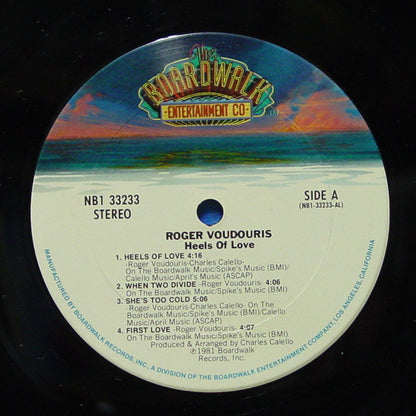 The
BOARDWALK
-ENTERTAINMENT CO-
NB1 33233
STEREO
SIDE A
(NB1-33233-AL)
ROGER VOUDOURIS
Heels Of Love
1. HEELS OF LOVE 4:16
-Roger Voudouris-Charles Calello-
On The Boardwalk Music/Spike's Music (BMI)/
Calello Music/April's Music (ASCAP)
2. WHEN TWO DIVIDE -Roger Voudouris- 4:06
On The Boardwalk Music/Spike's Music (BMI)
3. SHE'S TOO COLD 5:06
-Roger Voudouris-Charles Calello- On The
Boardwalk Music/Spike's Music (BMI)/Calello
Music/April Music (ASCAP)
4. FIRST LOVE -Roger Voudouris- 4:07
On The Boardwalk Music/Spike's Music (BMI)
Produced & Arranged by Charles Calello
℗1981 Boardwalk
Records, Inc.
MANUFACTURED BY BOARDWALK RECORDS, INC. A DIVISION OF THE BOARDWALK ENTERTAINMENT COMPANY, LOS ANGELES, CALIFORNIA